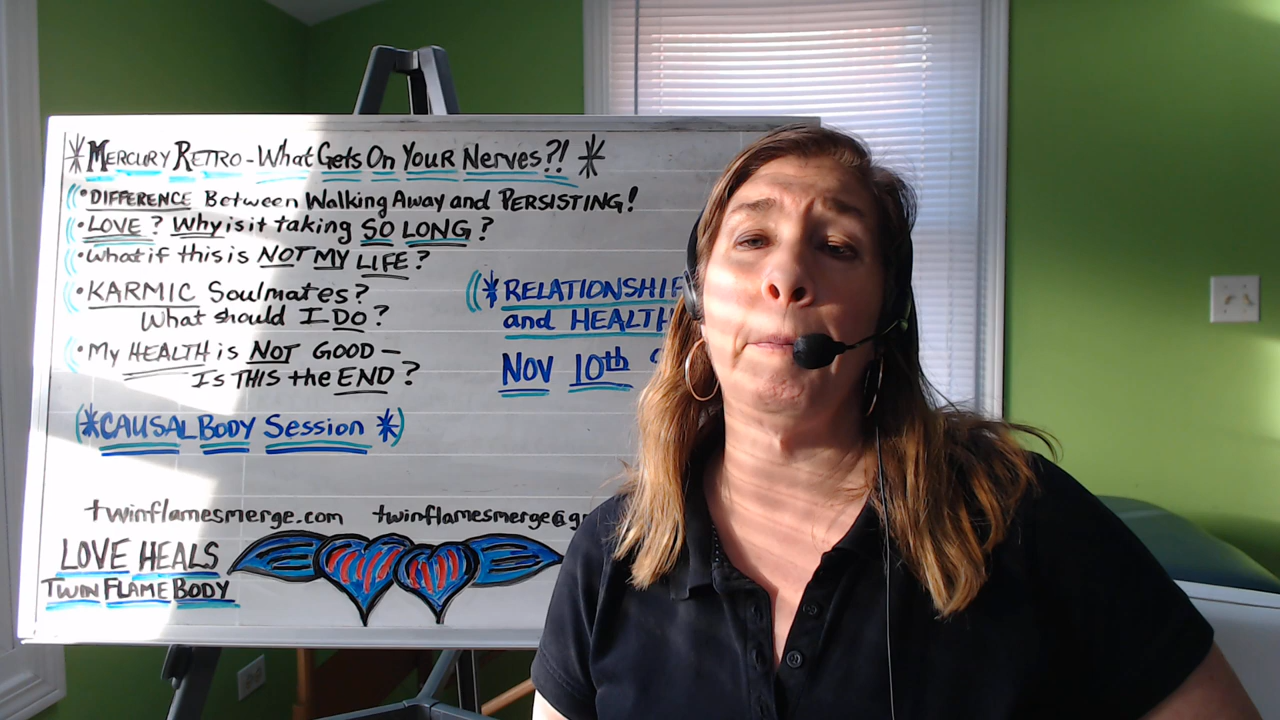 * MERCURY RETRO - What Gets On Your Nerves?! *
• DIFFERENCE Between Walking Away and PERSISTING!
• LOVE? Why is it taking SO LONG?
• What if this is NOT MY LIFE?
• KARMIC Soulmates?
What should I DO?
• My HEALTH is NOT GOOD -
Is THIS the END?
* CAUSAL BODY Session *
* RELATIONSHIP
and HEALTH
Nov 10th
twinflamesmerge.com twinflamesmerge@g
LOVE HEALS
TWIN FLAME BODY